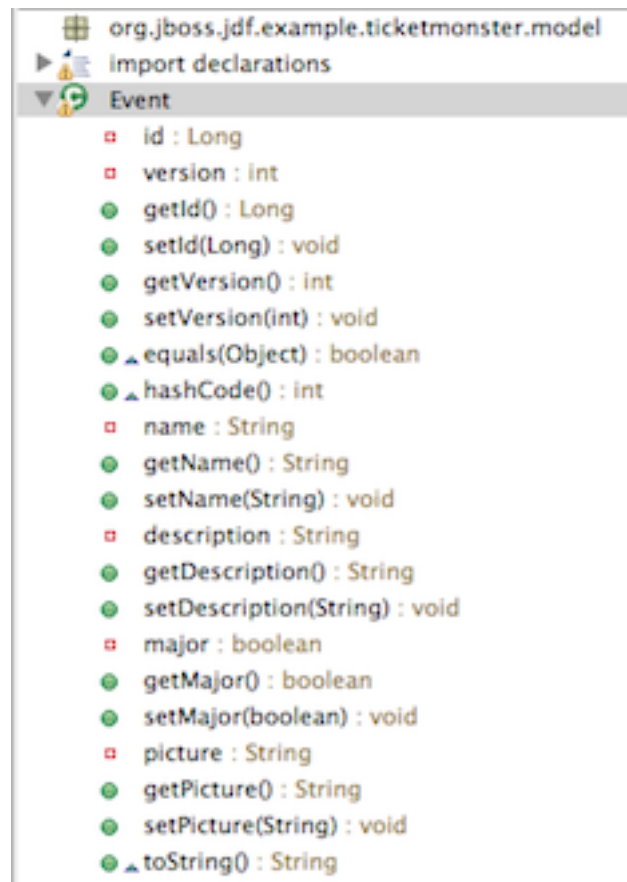 org.jboss.jdf.example.ticketmonster.model
import declarations
Event
id : Long
version : int
getId() : Long
setId(Long) : void
getVersion() : int
setVersion(int) : void
equals(Object) : boolean
hashCode() : int
name : String
getName() : String
setName(String) : void
description : String
getDescription() : String
setDescription(String) : void
major : boolean
getMajor() : boolean
setMajor(boolean) : void
picture : String
getPicture() : String
setPicture(String) : void
toString() : String